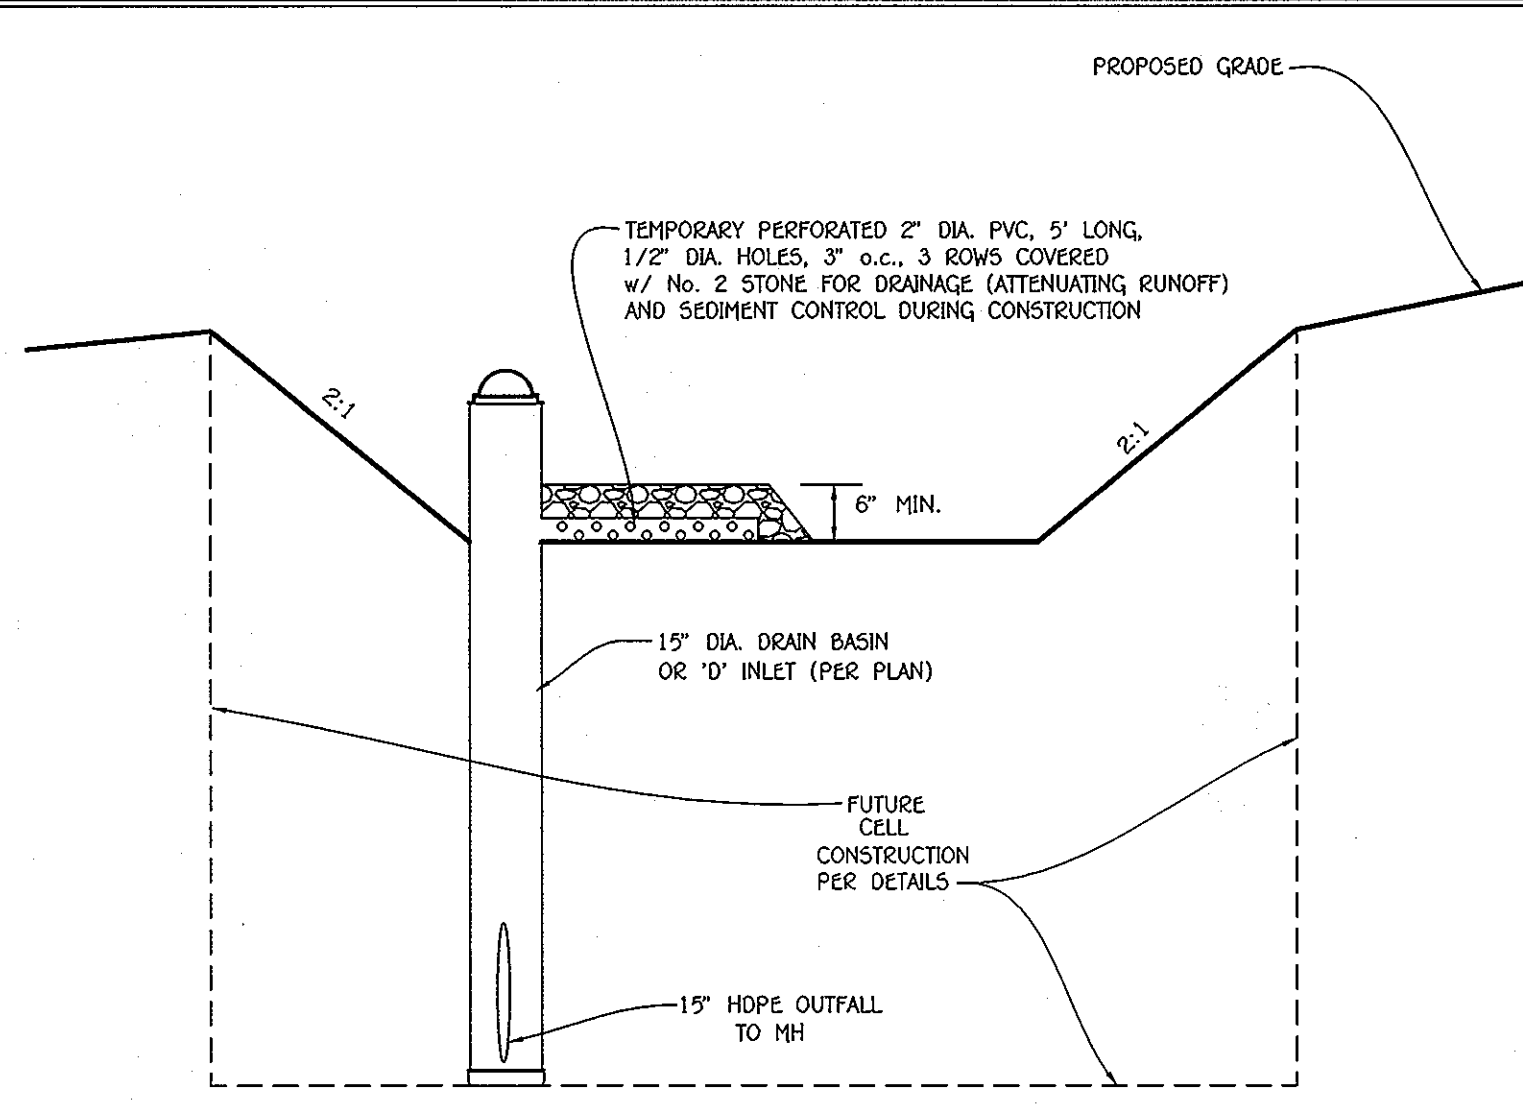 PROPOSED GRADE
TEMPORARY PERFORATED 2" DIA. PVC, 5' LONG,
1/2" DIA. HOLES, 3" o.c., 3 ROWS COVERED
w/ No. 2 STONE FOR DRAINAGE (ATTENUATING RUNOFF)
AND SEDIMENT CONTROL DURING CONSTRUCTION
2:1
2:1
6" MIN.
15" DIA. DRAIN BASIN
OR 'D' INLET (PER PLAN)
FUTURE
CELL
CONSTRUCTION
PER DETAILS
15" HDPE OUTFALL
TO MH